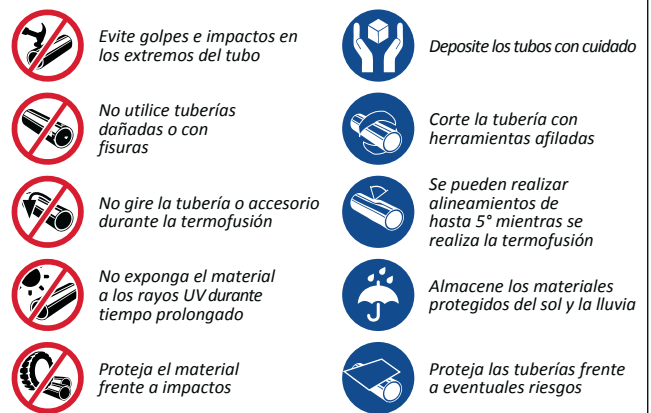 Evite golpes e impactos en
los extremos del tubo
No utilice tuberías
dañadas o con
fisuras
No gire la tubería o accesorio
durante la termofusión
No exponga el material
a los rayos UV durante
tiempo prolongado
Proteja el material
frente a impactos
Deposite los tubos con cuidado
Corte la tubería con
herramientas afiladas
Se pueden realizar
alineamientos de
hasta 5° mientras se
realiza la termofusión
Almacene los materiales
protegidos del sol y la lluvia
Proteja las tuberías frente
a eventuales riesgos